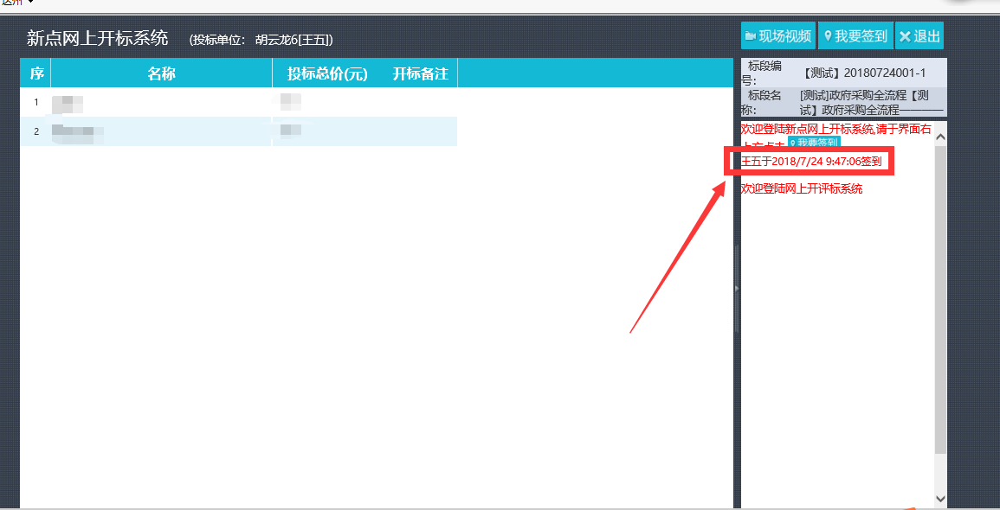 达州
新点网上开标系统 (投标单位： 胡云龙6[王五])
现场视频 我要签到 退出
序 名称 投标总价(元) 开标备注
1
2
标段编号： 【测试】20180724001-1
标段名称： [测试]政府采购全流程【测
试】政府采购全流程————
欢迎登陆新点网上开标系统,请于界面右
上方点击 我要签到
王五于2018/7/24 9:47:06签到
欢迎登陆网上开评标系统